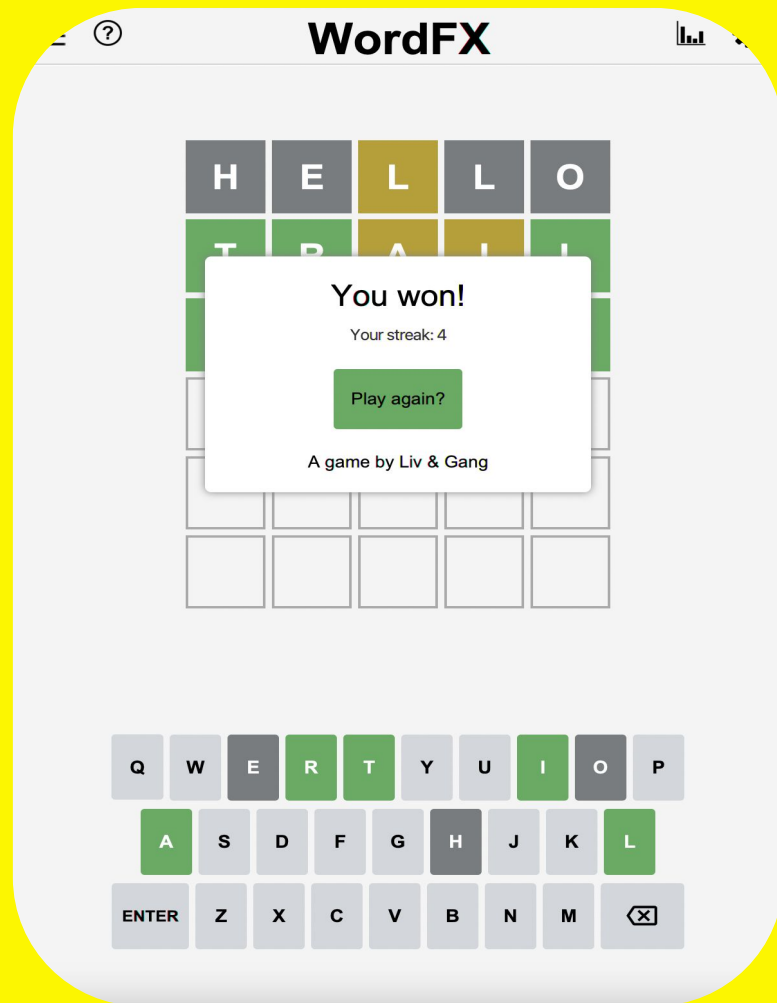 ?
WordFX
H E L L O
T R A I L
You won!
Your streak: 4
Play again?
A game by Liv & Gang
Q W E R T Y U I O P
A S D F G H J K L
ENTER Z X C V B N M